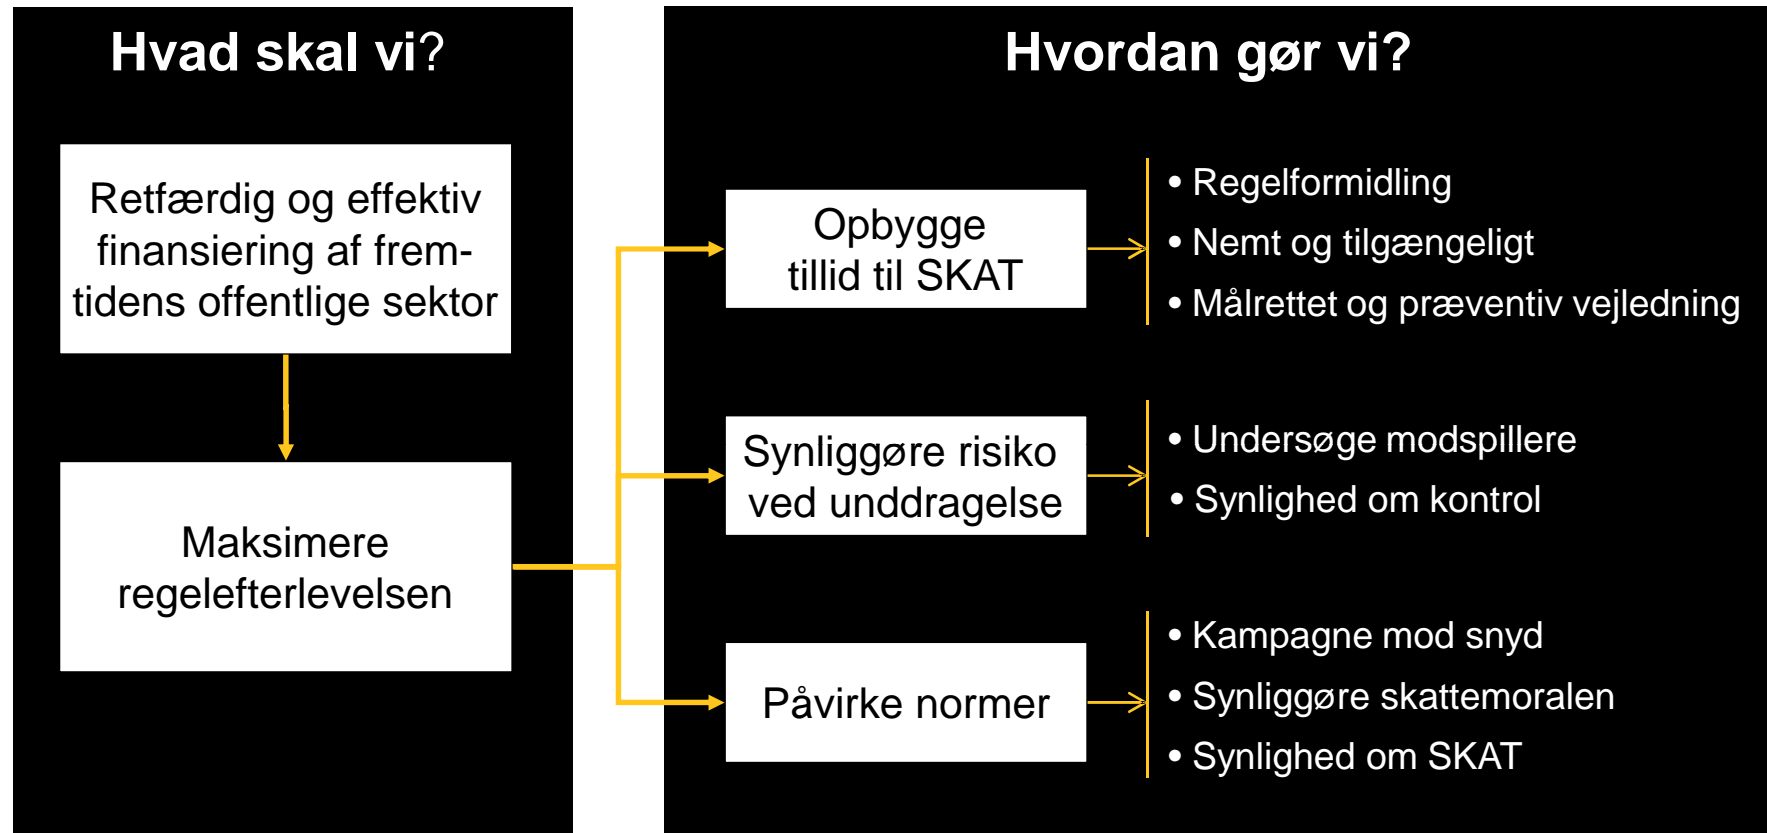 Hvad skal vi?
Retfærdig og effektiv
finansiering af frem-
tidens offentlige sektor
Maksimere
regelefterlevelsen
Hvordan gør vi?
Opbygge
tillid til SKAT
• Regelformidling
• Nemt og tilgængeligt
• Målrettet og præventiv vejledning
Synliggøre risiko
ved unddragelse
• Undersøge modspillere
• Synlighed om kontrol
Påvirke normer
• Kampagne mod snyd
• Synliggøre skattemoralen
• Synlighed om SKAT